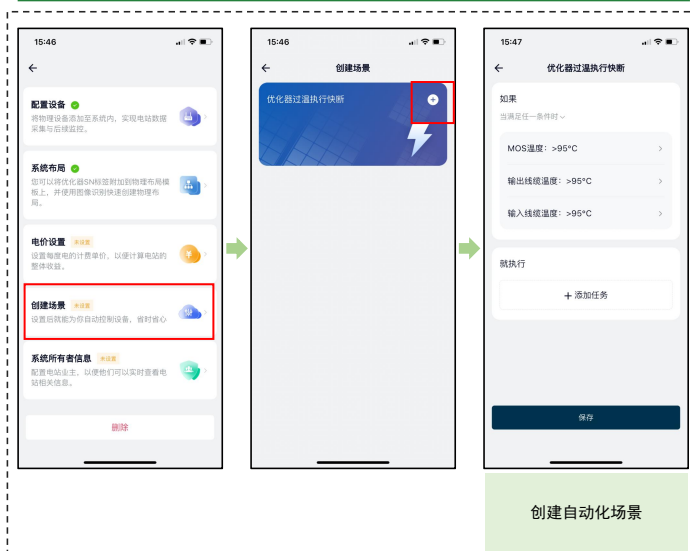 15:46
配置设备
将物理设备添加至系统内，实现电站数据
采集与后续监控。
系统布局
您可以将优化器SN标签附加到物理布局模
板上，并使用图像识别快速创建物理布
局。
电价设置 未设置
设置每度电的计费单价，以便计算电站的
整体收益。
创建场景 未设置
设置后就能为你自动控制设备，省时省心
系统所有者信息 未设置
配置电站业主，以便他们可以实时查看电
站相关信息。
删除
15:46
创建场景
优化器过温执行快断
15:47
优化器过温执行快断
如果
当满足任一条件时
MOS温度：>95°C
输出线缆温度：>95°C
输入线缆温度：>95°C
就执行
+ 添加任务
保存
创建自动化场景